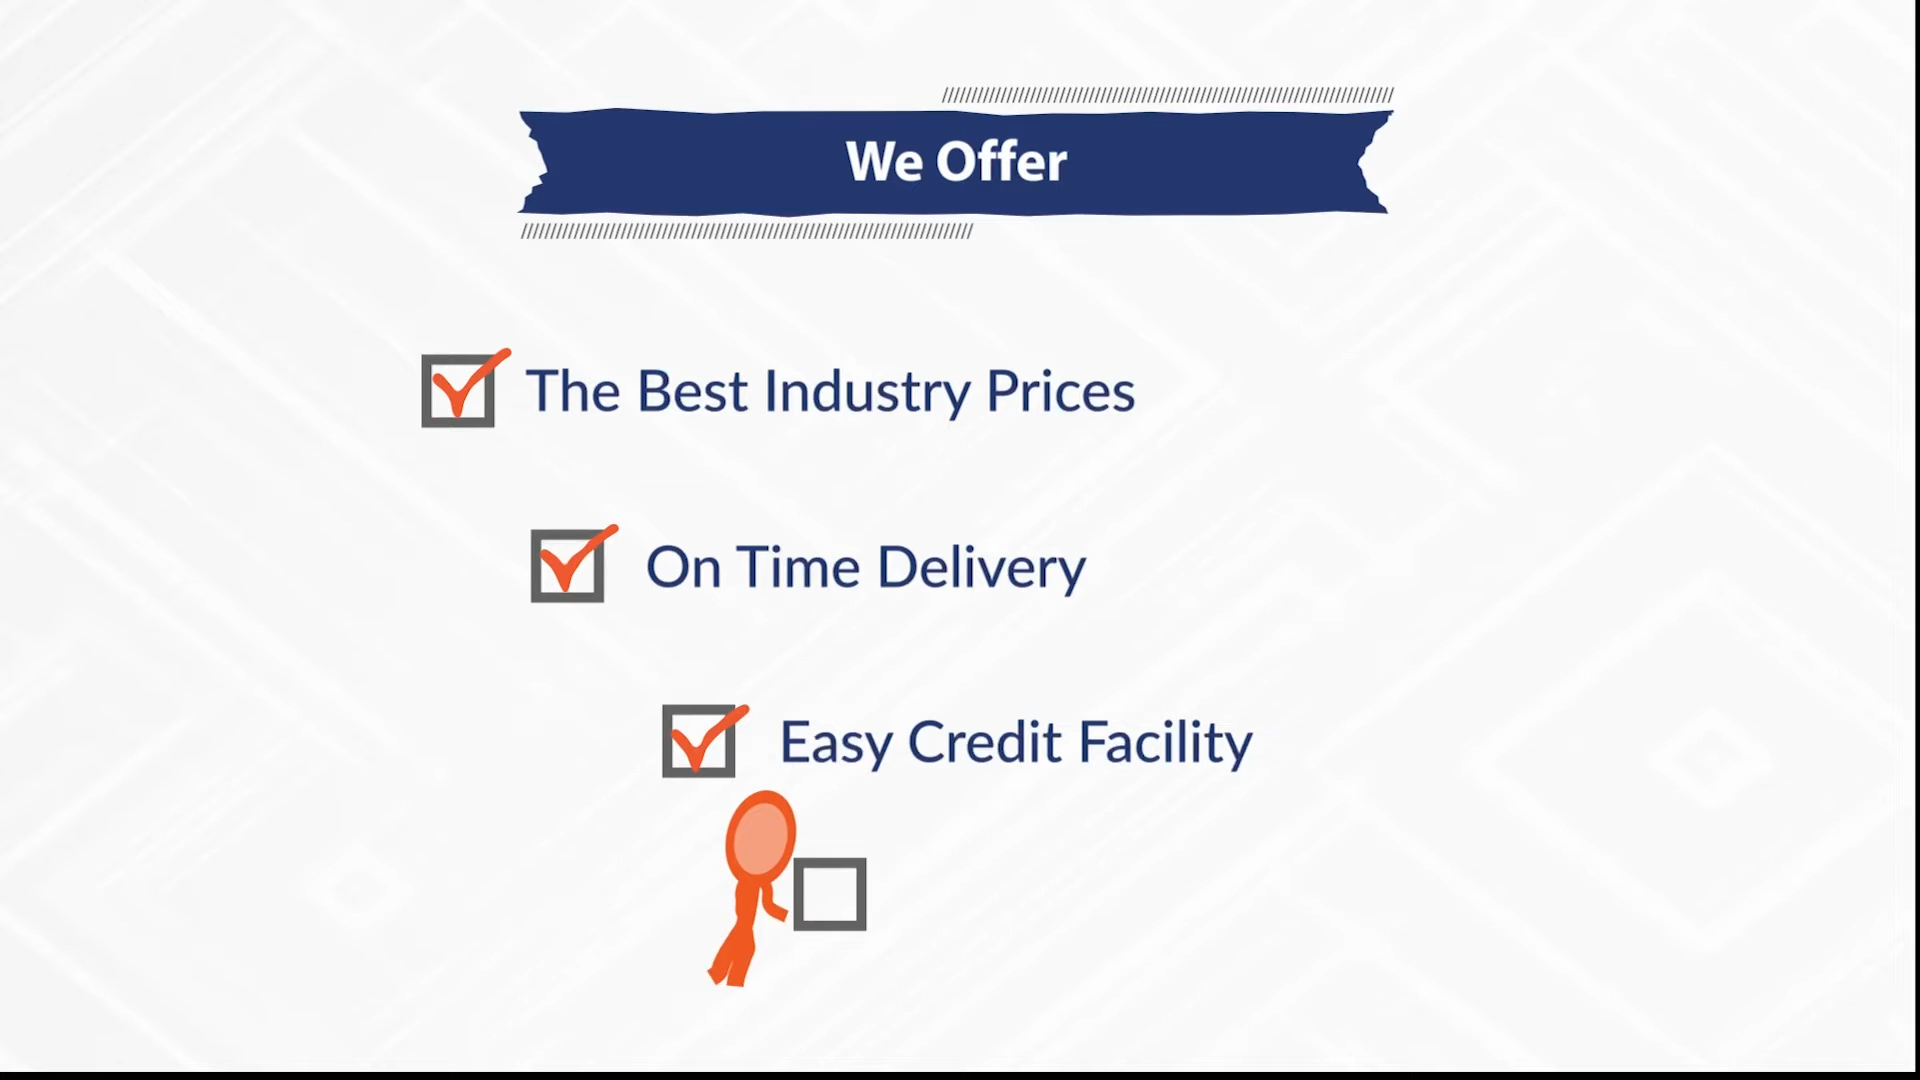 We Offer
The Best Industry Prices
On Time Delivery
Easy Credit Facility